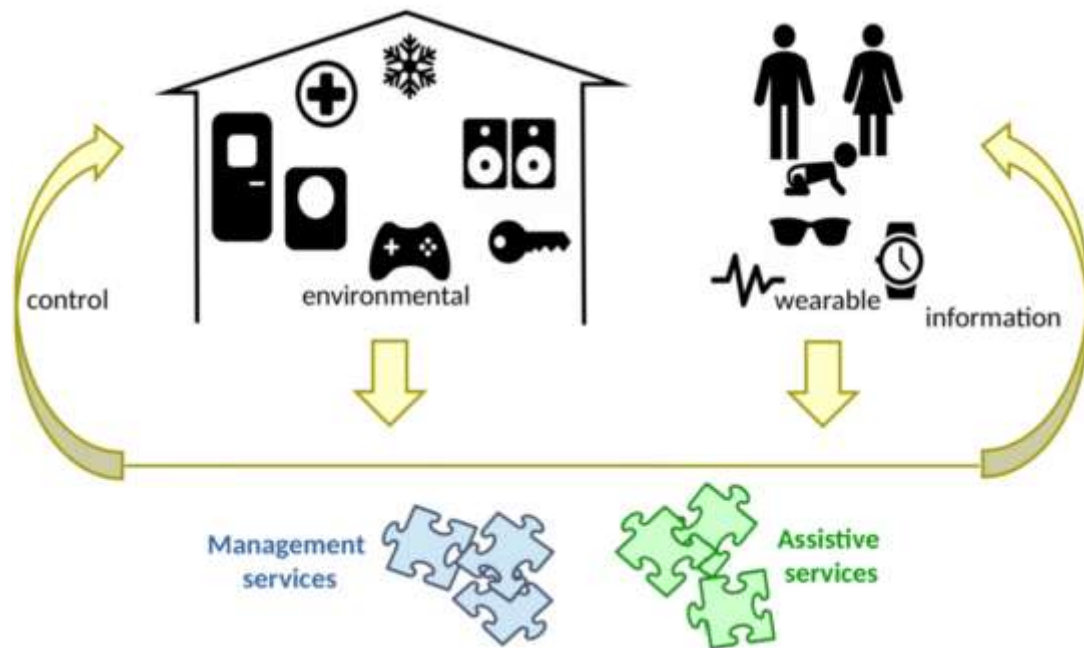 control
environmental
wearable
information
Management
services
Assistive
services